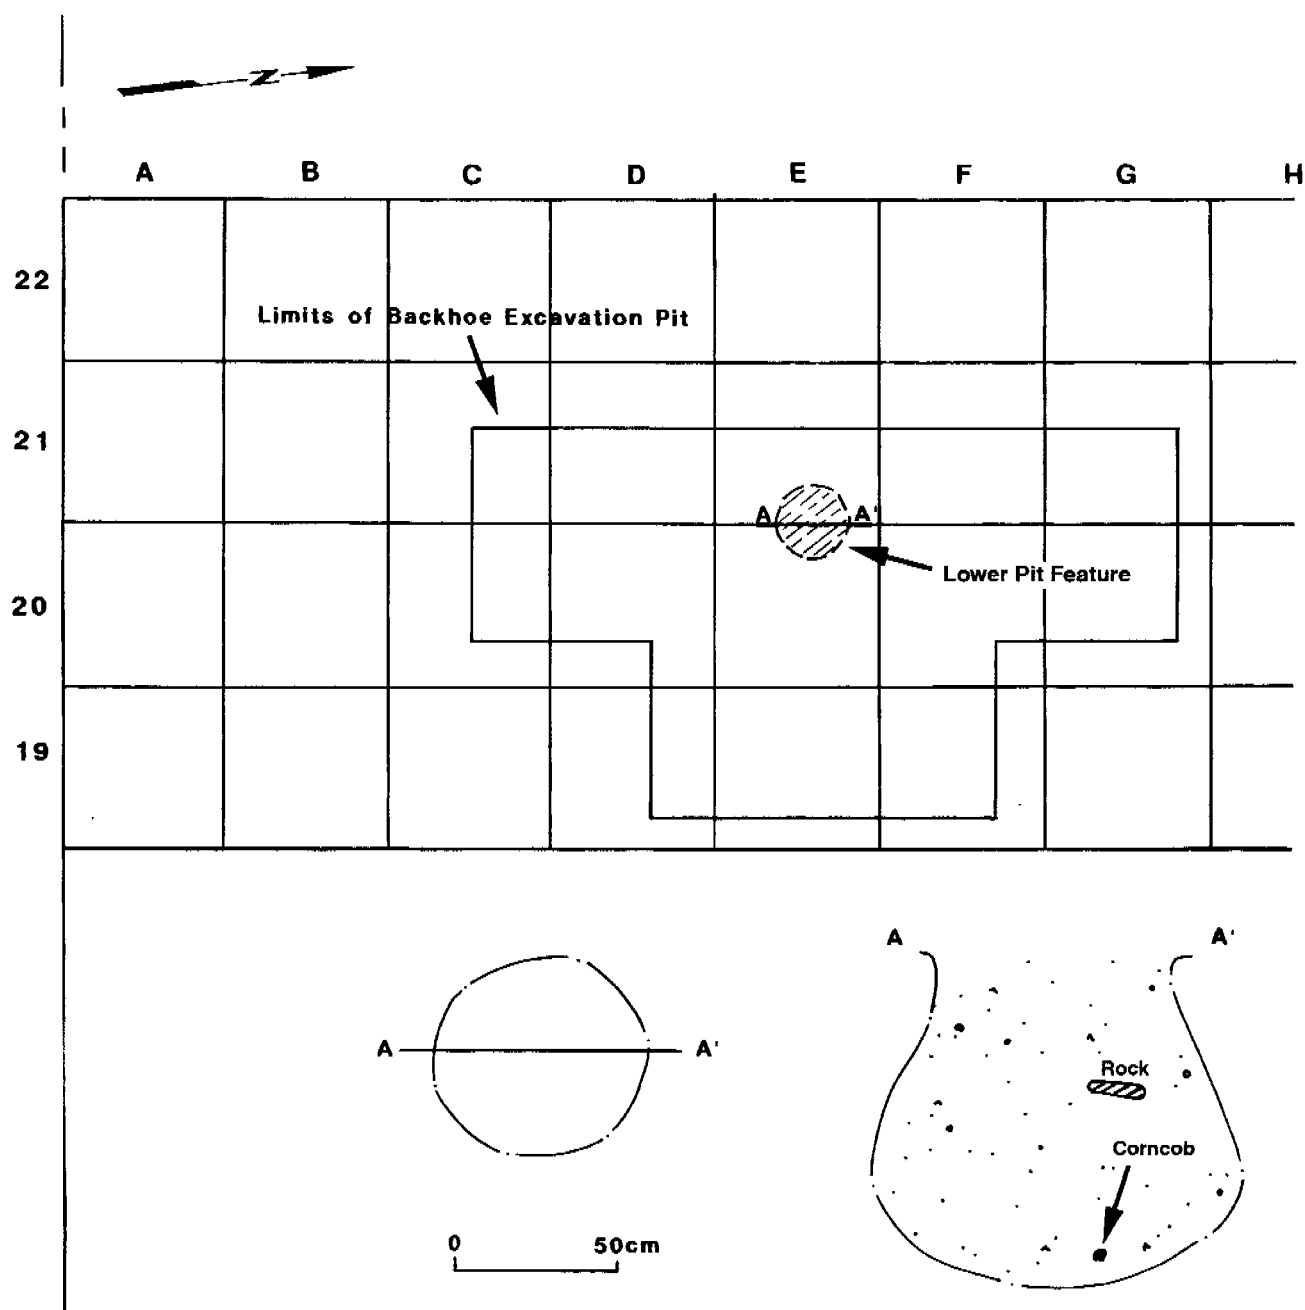 N
A B C D E F G H
22
Limits of Backhoe Excavation Pit
21
A A'
Lower Pit Feature
20
19
A A'
A A'
Rock
Corncob
0 50cm